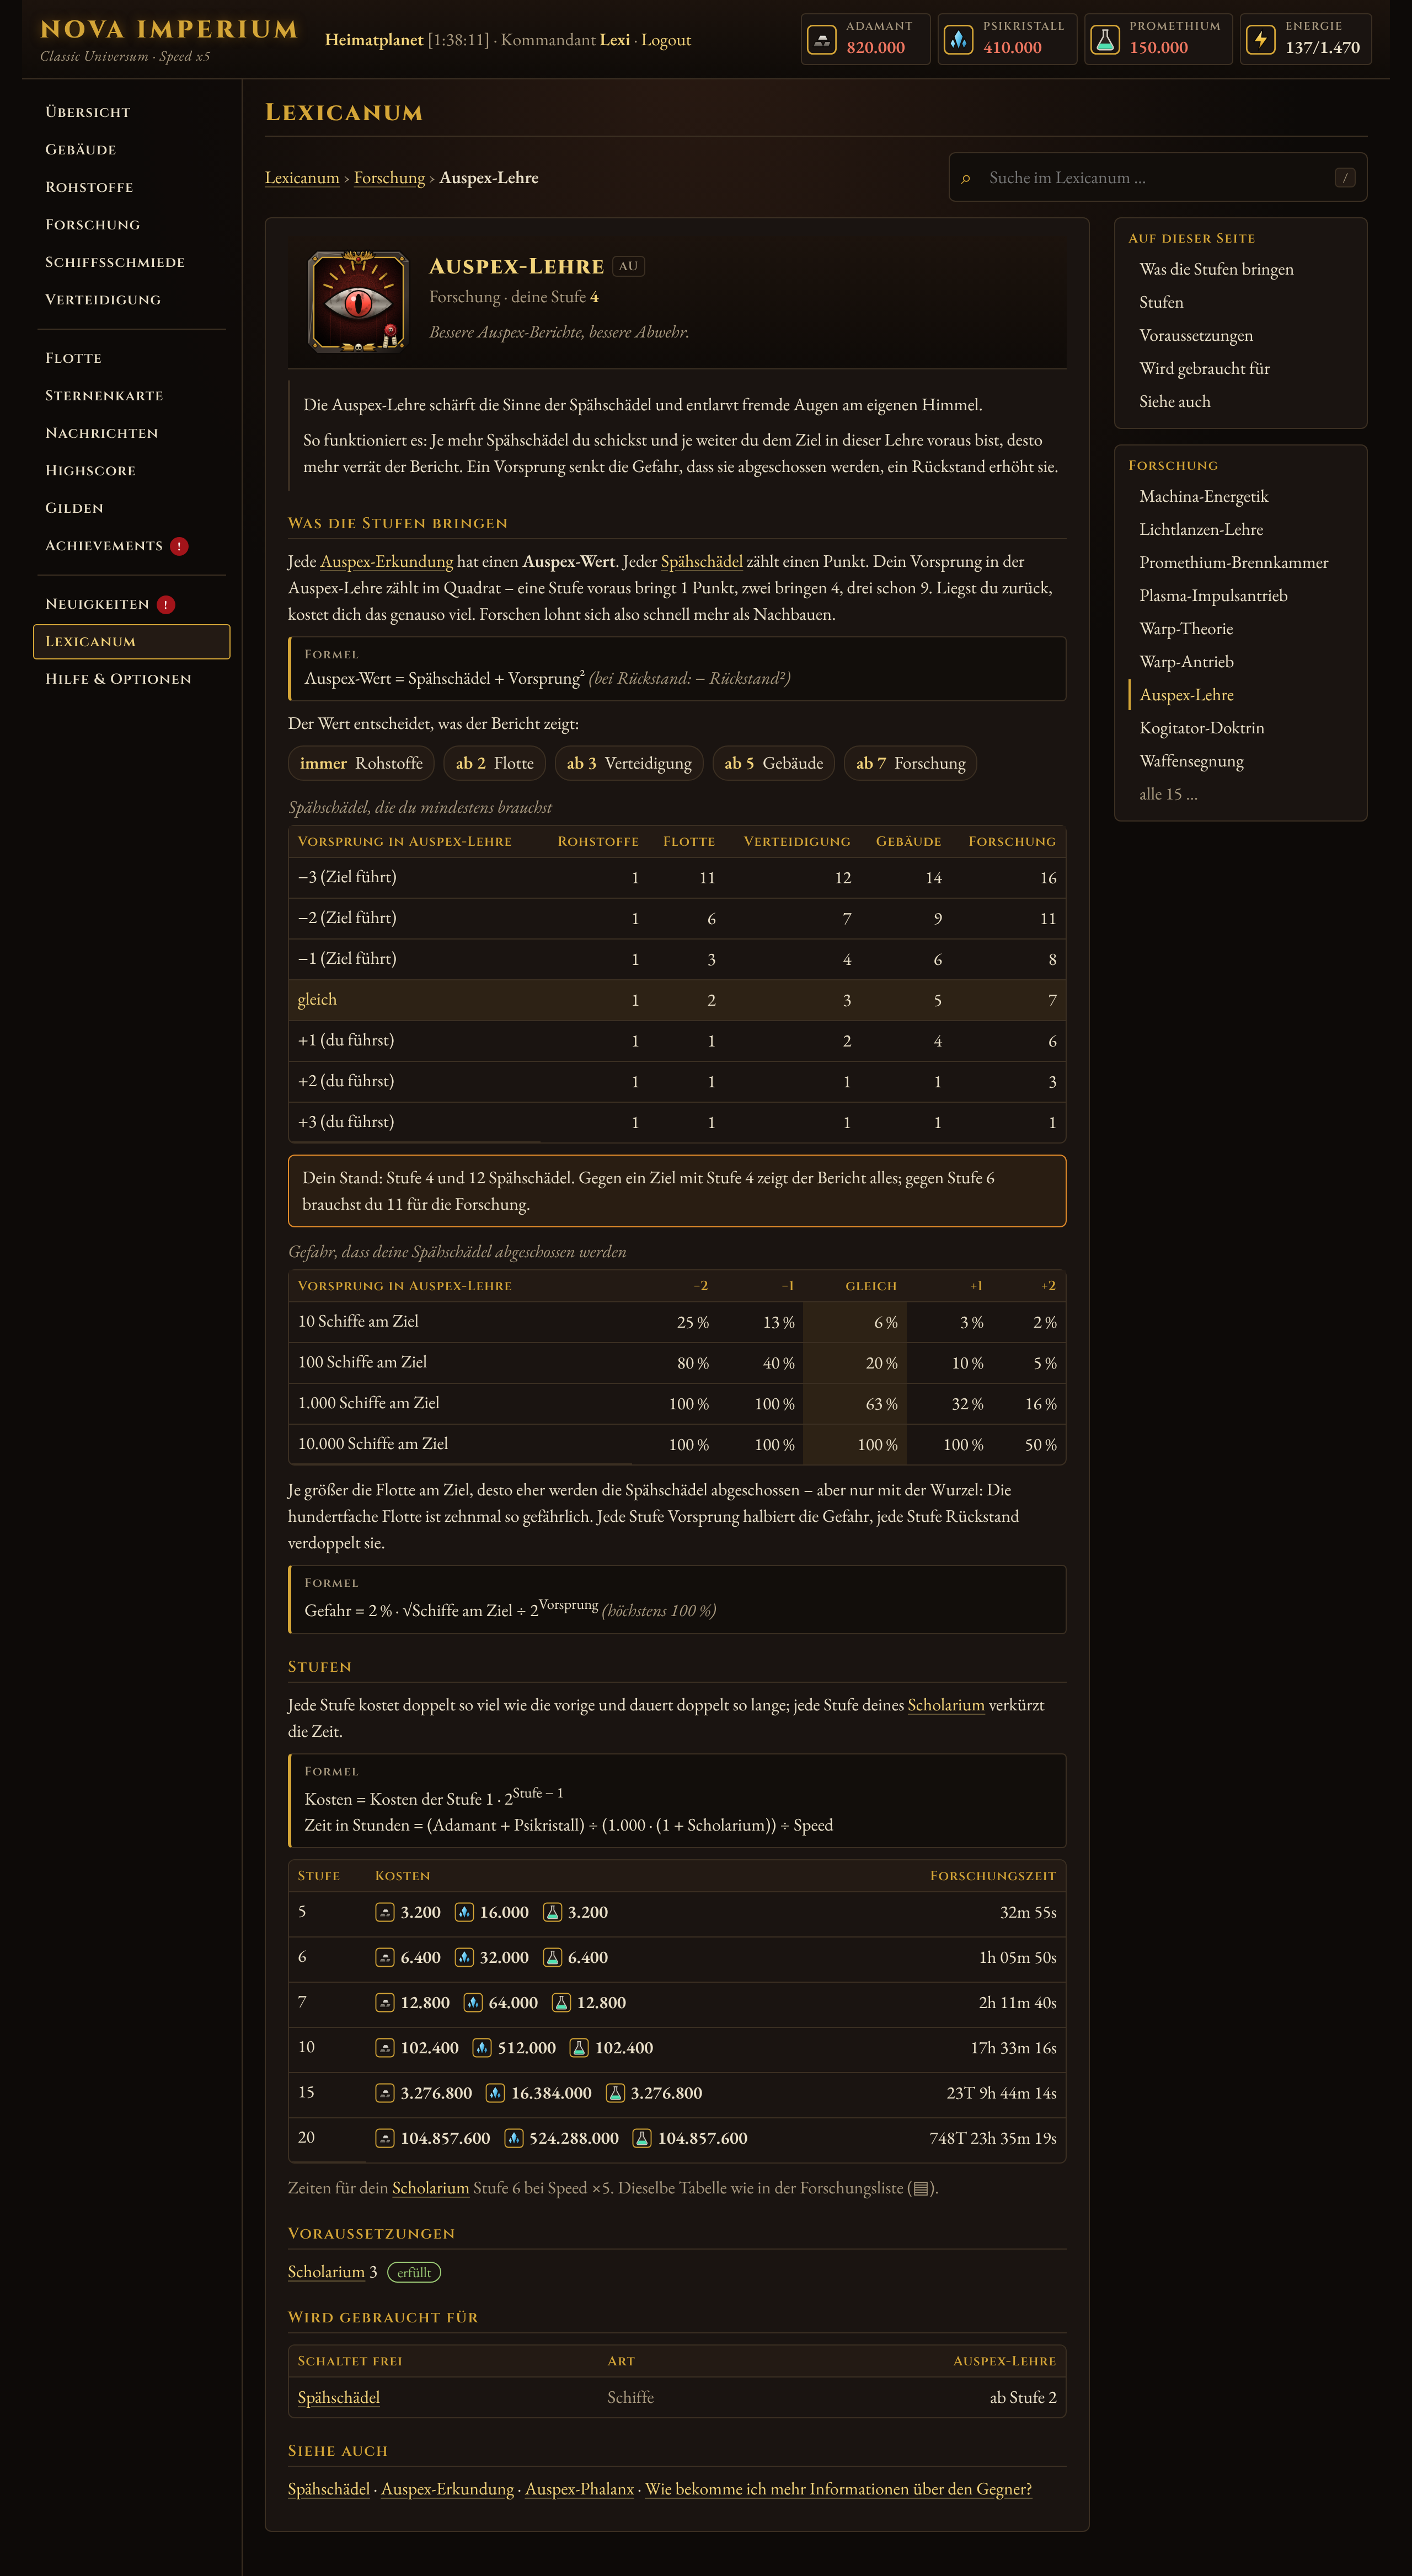 NOVA IMPERIUM
Classic Universum · Speed x5
Heimatplanet [1:38:11] · Kommandant Lexi · Logout
ADAMANT
820.000
PSIKRISTALL
410.000
PROMETHIUM
150.000
ENERGIE
137/1.470
ÜBERSICHT
GEBÄUDE
ROHSTOFFE
FORSCHUNG
SCHIFFSSCHMIEDE
VERTEIDIGUNG
FLOTTE
STERNENKARTE
NACHRICHTEN
HIGHSCORE
GILDEN
ACHIEVEMENTS !
NEUIGKEITEN !
LEXICANUM
HILFE & OPTIONEN
LEXICANUM
Lexicanum › Forschung › Auspex-Lehre
Suche im Lexicanum ... /
AUSPEX-LEHRE AU
Forschung · deine Stufe 4
Bessere Auspex-Berichte, bessere Abwehr.
Die Auspex-Lehre schärft die Sinne der Spähschädel und entlarvt fremde Augen am eigenen Himmel.
So funktioniert es: Je mehr Spähschädel du schickst und je weiter du dem Ziel in dieser Lehre voraus bist, desto
mehr verrät der Bericht. Ein Vorsprung senkt die Gefahr, dass sie abgeschossen werden, ein Rückstand erhöht sie.
WAS DIE STUFEN BRINGEN
Jede Auspex-Erkundung hat einen Auspex-Wert. Jeder Spähschädel zählt einen Punkt. Dein Vorsprung in der
Auspex-Lehre zählt im Quadrat – eine Stufe voraus bringt 1 Punkt, zwei bringen 4, drei schon 9. Liegst du zurück,
kostet dich das genauso viel. Forschen lohnt sich also schnell mehr als Nachbauen.
FORMEL
Auspex-Wert = Spähschädel + Vorsprung² (bei Rückstand: − Rückstand²)
Der Wert entscheidet, was der Bericht zeigt:
immer Rohstoffe ab 2 Flotte ab 3 Verteidigung ab 5 Gebäude ab 7 Forschung
Spähschädel, die du mindestens brauchst
VORSPRUNG IN AUSPEX-LEHRE ROHSTOFFE FLOTTE VERTEIDIGUNG GEBÄUDE FORSCHUNG
−3 (Ziel führt) 1 11 12 14 16
−2 (Ziel führt) 1 6 7 9 11
−1 (Ziel führt) 1 3 4 6 8
gleich 1 2 3 5 7
+1 (du führst) 1 1 2 4 6
+2 (du führst) 1 1 1 1 3
+3 (du führst) 1 1 1 1 1
Dein Stand: Stufe 4 und 12 Spähschädel. Gegen ein Ziel mit Stufe 4 zeigt der Bericht alles; gegen Stufe 6
brauchst du 11 für die Forschung.
Gefahr, dass deine Spähschädel abgeschossen werden
VORSPRUNG IN AUSPEX-LEHRE −2 −1 GLEICH +1 +2
10 Schiffe am Ziel 25 % 13 % 6 % 3 % 2 %
100 Schiffe am Ziel 80 % 40 % 20 % 10 % 5 %
1.000 Schiffe am Ziel 100 % 100 % 63 % 32 % 16 %
10.000 Schiffe am Ziel 100 % 100 % 100 % 100 % 50 %
Je größer die Flotte am Ziel, desto eher werden die Spähschädel abgeschossen – aber nur mit der Wurzel: Die
hundertfache Flotte ist zehnmal so gefährlich. Jede Stufe Vorsprung halbiert die Gefahr, jede Stufe Rückstand
verdoppelt sie.
FORMEL
Gefahr = 2 % · √Schiffe am Ziel ÷ 2^Vorsprung (höchstens 100 %)
STUFEN
Jede Stufe kostet doppelt so viel wie die vorige und dauert doppelt so lange; jede Stufe deines Scholarium verkürzt
die Zeit.
FORMEL
Kosten = Kosten der Stufe 1 · 2^Stufe − 1
Zeit in Stunden = (Adamant + Psikristall) ÷ (1.000 · (1 + Scholarium)) ÷ Speed
STUFE KOSTEN FORSCHUNGSZEIT
5 3.200 16.000 3.200 32m 55s
6 6.400 32.000 6.400 1h 05m 50s
7 12.800 64.000 12.800 2h 11m 40s
10 102.400 512.000 102.400 17h 33m 16s
15 3.276.800 16.384.000 3.276.800 23T 9h 44m 14s
20 104.857.600 524.288.000 104.857.600 748T 23h 35m 19s
Zeiten für dein Scholarium Stufe 6 bei Speed ×5. Dieselbe Tabelle wie in der Forschungsliste (▤).
VORAUSSETZUNGEN
Scholarium 3 erfüllt
WIRD GEBRAUCHT FÜR
SCHALTET FREI ART AUSPEX-LEHRE
Spähschädel Schiffe ab Stufe 2
SIEHE AUCH
Spähschädel · Auspex-Erkundung · Auspex-Phalanx · Wie bekomme ich mehr Informationen über den Gegner?
AUF DIESER SEITE
Was die Stufen bringen
Stufen
Voraussetzungen
Wird gebraucht für
Siehe auch
FORSCHUNG
Machina-Energetik
Lichtlanzen-Lehre
Promethium-Brennkammer
Plasma-Impulsantrieb
Warp-Theorie
Warp-Antrieb
Auspex-Lehre
Kogitator-Doktrin
Waffensegnung
alle 15 ...